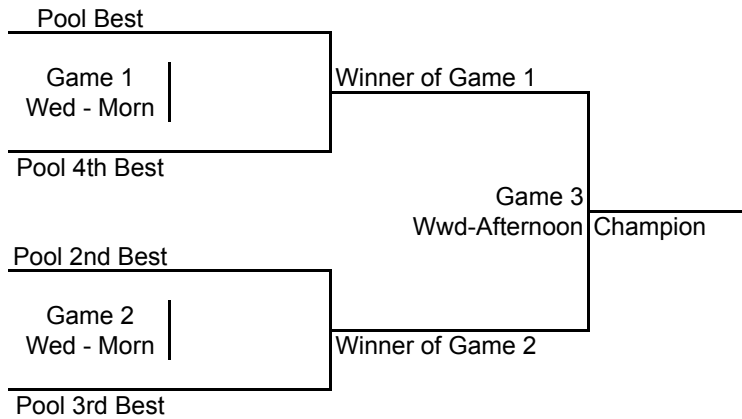 Pool Best
Game 1
Wed - Morn
Winner of Game 1
Pool 4th Best
Game 3
Wwd-Afternoon
Champion
Pool 2nd Best
Game 2
Wed - Morn
Winner of Game 2
Pool 3rd Best